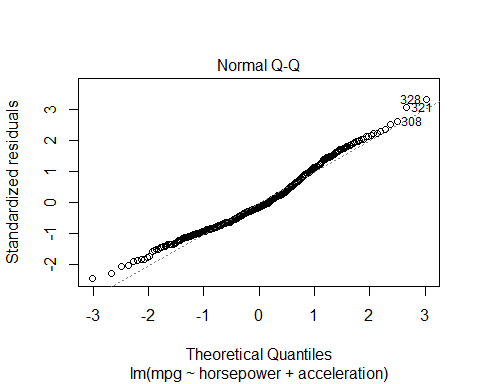 Normal Q-Q
Standardized residuals
3
2
1
0
-1
-2
328
321
308
-3 -2 -1 0 1 2 3
Theoretical Quantiles
lm(mpg ~ horsepower + acceleration)